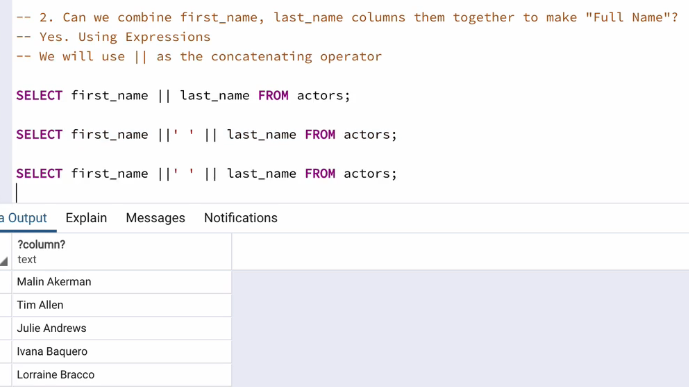 -- 2. Can we combine first_name, last_name columns them together to make "Full Name"?
-- Yes. Using Expressions
-- We will use || as the concatenating operator
SELECT first_name || last_name FROM actors;
SELECT first_name ||' ' || last_name FROM actors;
SELECT first_name ||' ' || last_name FROM actors;
a Output Explain Messages Notifications
?column?
text
Malin Akerman
Tim Allen
Julie Andrews
Ivana Baquero
Lorraine Bracco